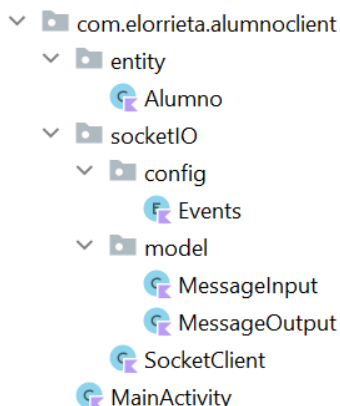 com.elorrieta.alumnoclient
entity
Alumno
socketIO
config
Events
model
MessageInput
MessageOutput
SocketClient
MainActivity